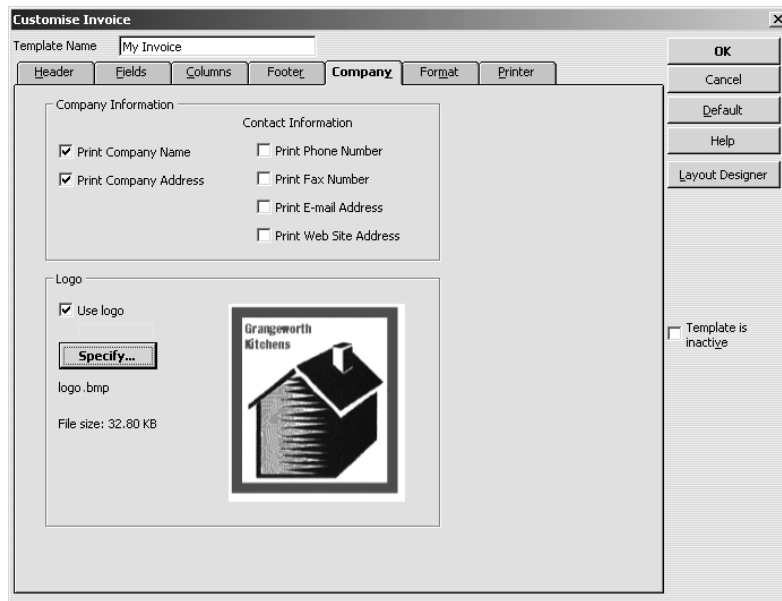 Customise Invoice
Template Name My Invoice
Header Fields Columns Footer Company Format Printer
OK
Cancel
Default
Help
Layout Designer
Template is
inactive
Company Information
Contact Information
Print Company Name
Print Company Address
Print Phone Number
Print Fax Number
Print E-mail Address
Print Web Site Address
Logo
Use logo
Specify...
logo.bmp
File size: 32.80 KB
Grangeworth
Kitchens